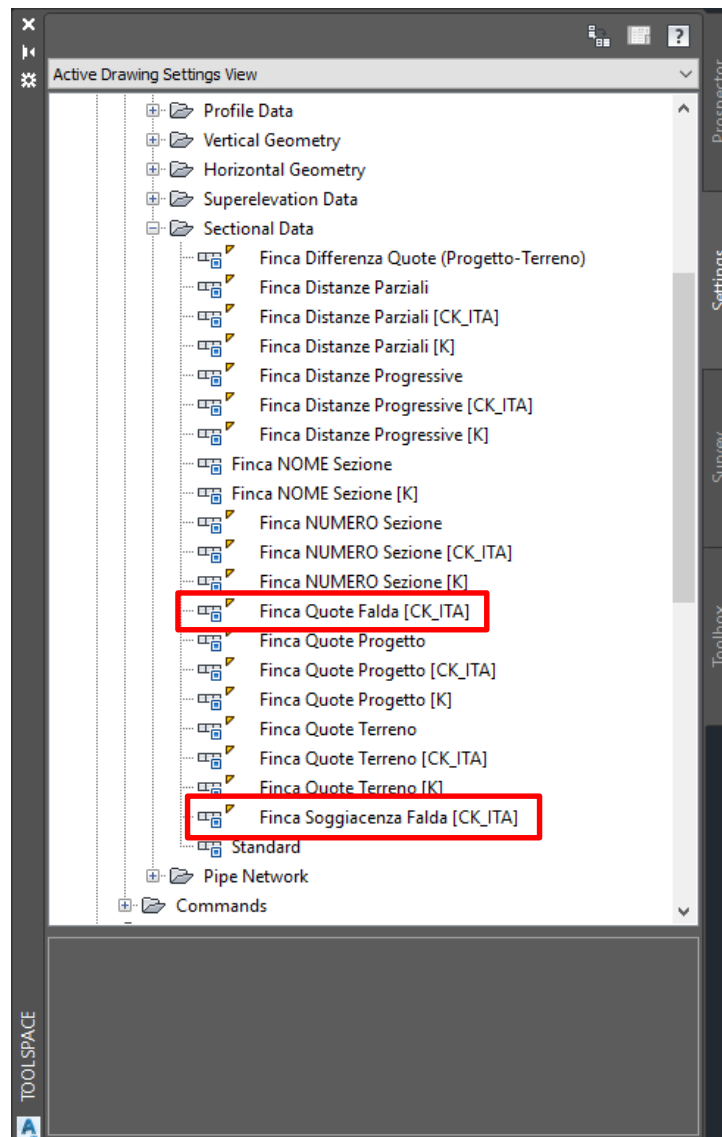 Active Drawing Settings View
Profile Data
Vertical Geometry
Horizontal Geometry
Superelevation Data
Sectional Data
Finca Differenza Quote (Progetto-Terreno)
Finca Distanze Parziali
Finca Distanze Parziali [CK_ITA]
Finca Distanze Parziali [K]
Finca Distanze Progressive
Finca Distanze Progressive [CK_ITA]
Finca Distanze Progressive [K]
Finca NOME Sezione
Finca NOME Sezione [K]
Finca NUMERO Sezione
Finca NUMERO Sezione [CK_ITA]
Finca NUMERO Sezione [K]
Finca Quote Falda [CK_ITA]
Finca Quote Progetto
Finca Quote Progetto [CK_ITA]
Finca Quote Progetto [K]
Finca Quote Terreno
Finca Quote Terreno [CK_ITA]
Finca Quote Terreno [K]
Finca Soggiacenza Falda [CK_ITA]
Standard
Pipe Network
Commands
Prospector
Settings
Survey
Toolbox
TOOLSPACE